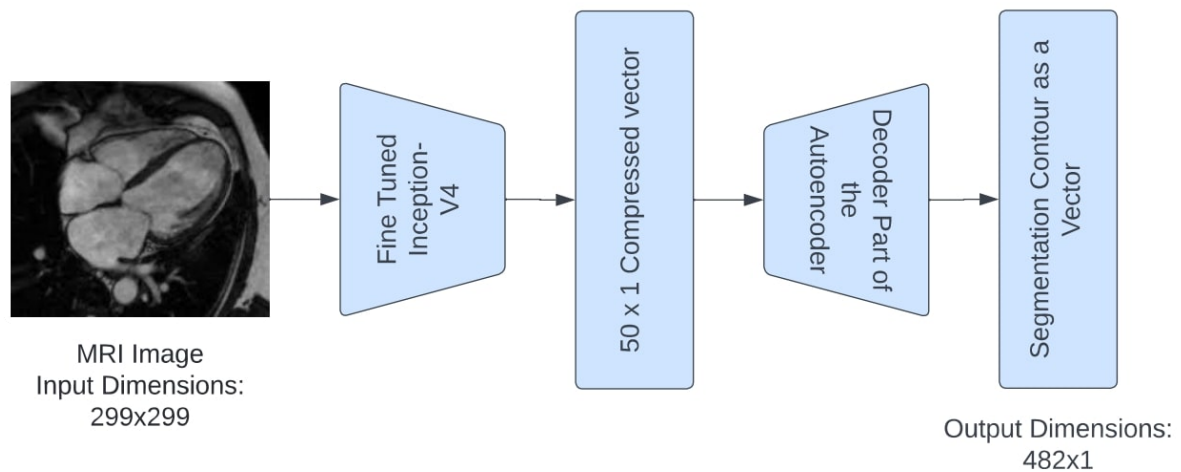 MRI Image
Input Dimensions:
299x299
Fine Tuned
Inception-
V4
50 x 1 Compressed vector
Decoder Part of
the
Autoencoder
Segmentation Contour as a
Vector
Output Dimensions:
482x1